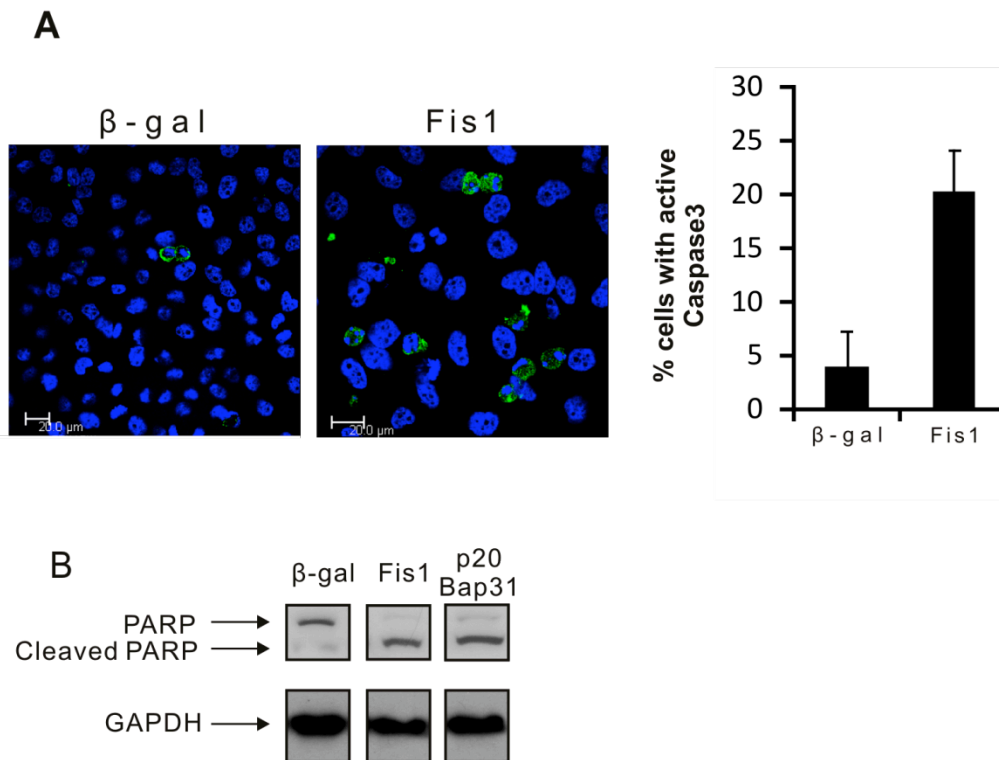 A
β-gal
Fis1
20.0 µm
20.0 µm
% cells with active
Caspase3
30
25
20
15
10
5
0
β-gal
Fis1
B
β-gal
Fis1
p20
Bap31
PARP
Cleaved PARP
GAPDH